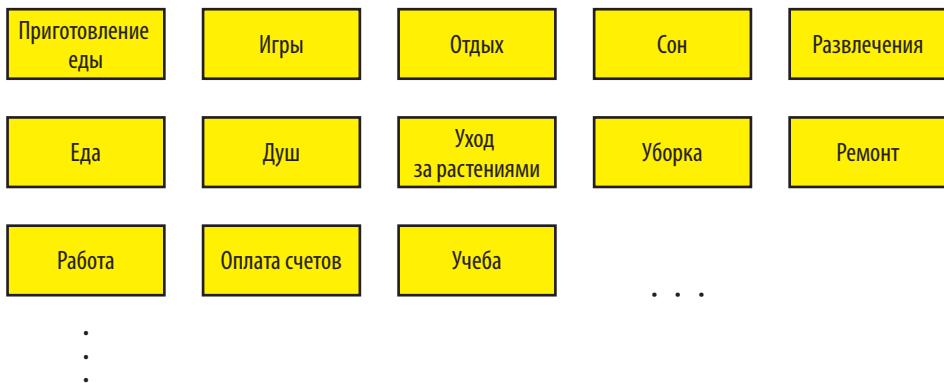 Приготовление
еды
Игры
Отдых
Сон
Развлечения
Еда
Душ
Уход
за растениями
Уборка
Ремонт
Работа
Оплата счетов
Учеба
. . .
.
.
.